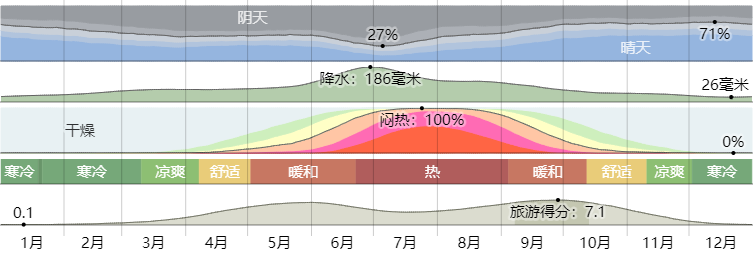 阴天
27%
71%
晴天
降水：186毫米
26毫米
闷热：100%
干燥
0%
寒冷 寒冷 凉爽 舒适 暖和 热 暖和 舒适 凉爽 寒冷
0.1
旅游得分：7.1
1月 2月 3月 4月 5月 6月 7月 8月 9月 10月 11月 12月